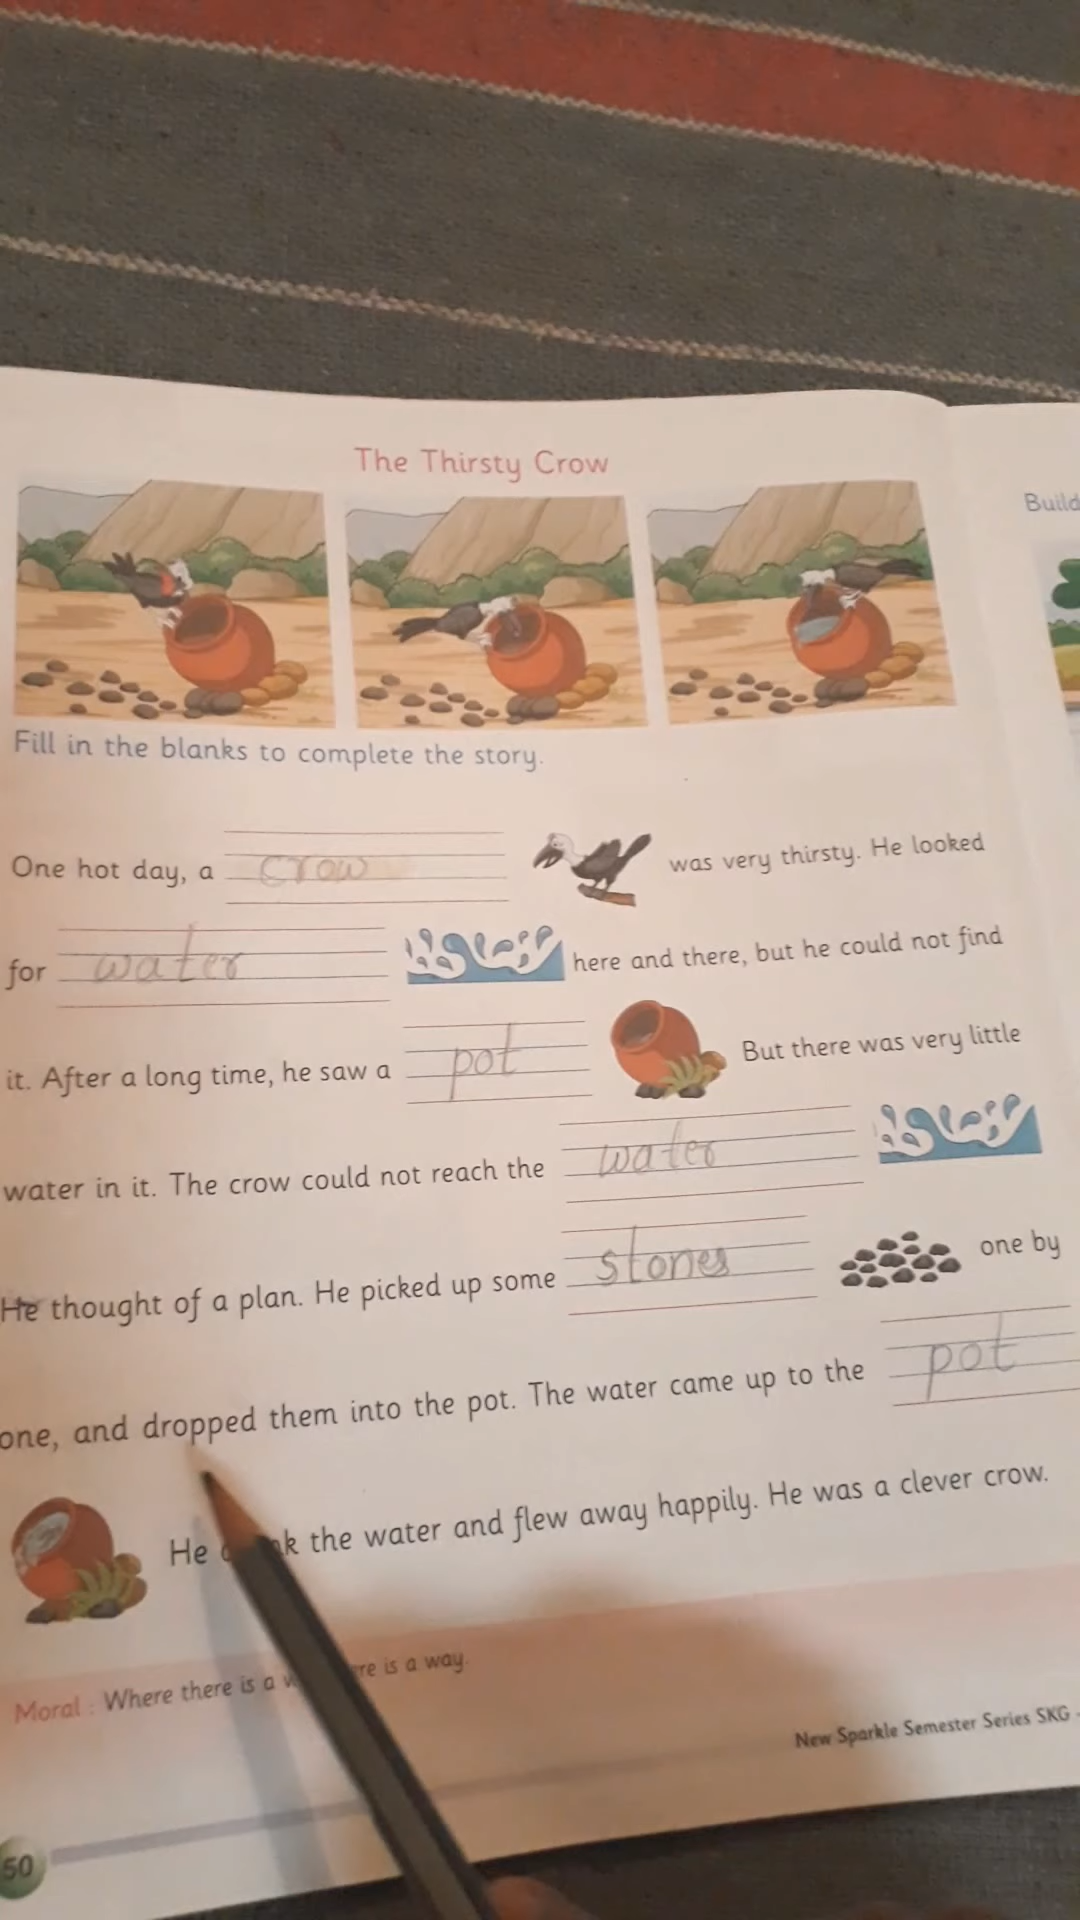 The Thirsty Crow
Build
Fill in the blanks to complete the story.
One hot day, a crow was very thirsty. He looked
for water here and there, but he could not find
it. After a long time, he saw a pot But there was very little
water in it. The crow could not reach the water
He thought of a plan. He picked up some stones one by
one, and dropped them into the pot. The water came up to the pot
He the water and flew away happily. He was a clever crow.
Moral : Where there is a is a way.
New Sparkle Semester Series SKG -
50